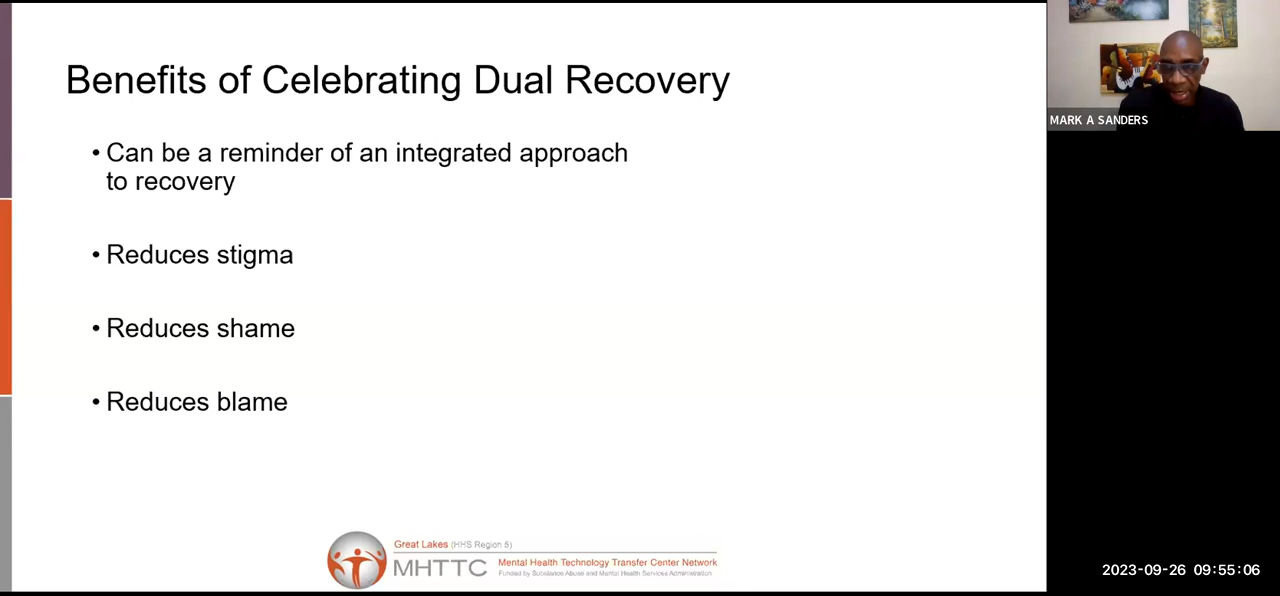 Benefits of Celebrating Dual Recovery
• Can be a reminder of an integrated approach
to recovery
• Reduces stigma
• Reduces shame
• Reduces blame
Great Lakes (HHS Region 5)
MHTTC
Mental Health Technology Transfer Center Network
Funded by Substance Abuse and Mental Health Services Administration
MARK A SANDERS
2023-09-26 09:55:06